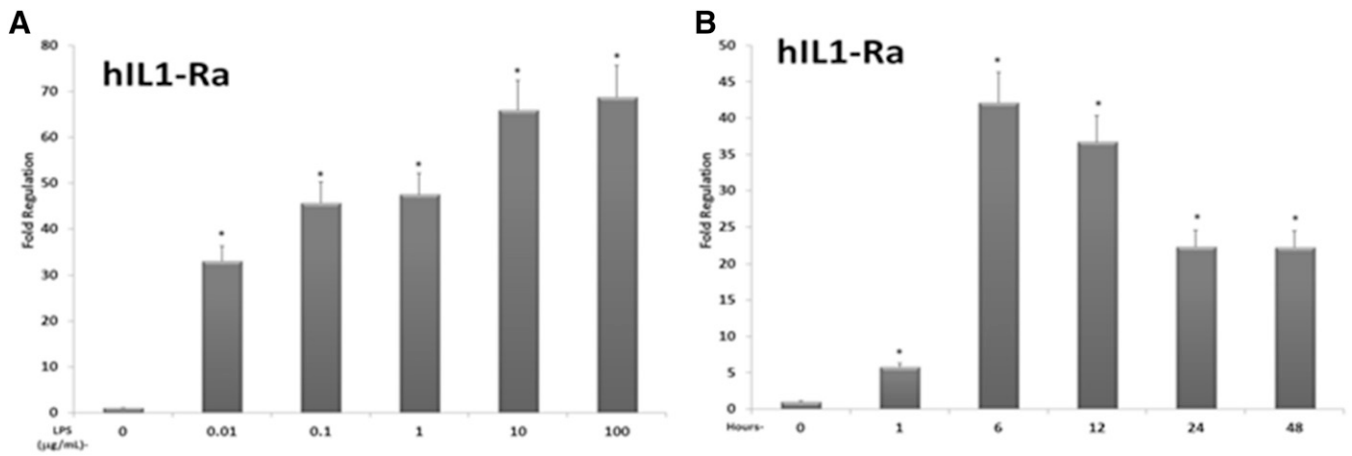 A
hIL1-Ra
Fold Regulation
80
70
60
50
40
30
20
10
0
* * * * *
LPS 0 0.01 0.1 1 10 100
(µg/mL)-
B
hIL1-Ra
Fold Regulation
50
45
40
35
30
25
20
15
10
5
0
* * * * *
Hours- 0 1 6 12 24 48